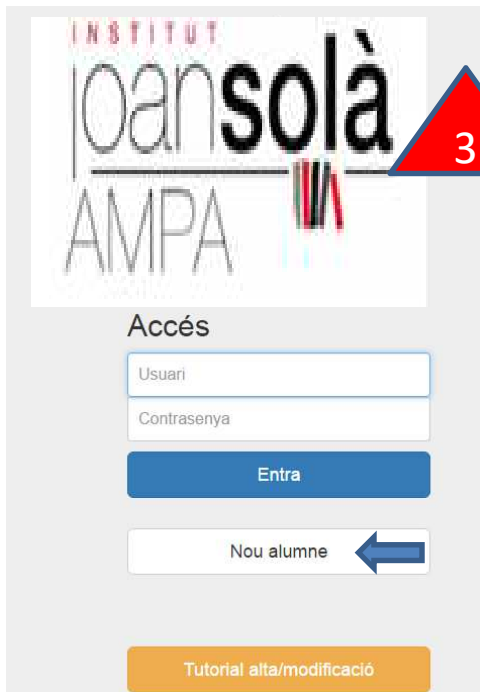 INSTITUT
joansolà
3
AMPA
Accés
Usuari
Contrasenya
Entra
Nou alumne
Tutorial alta/modificació